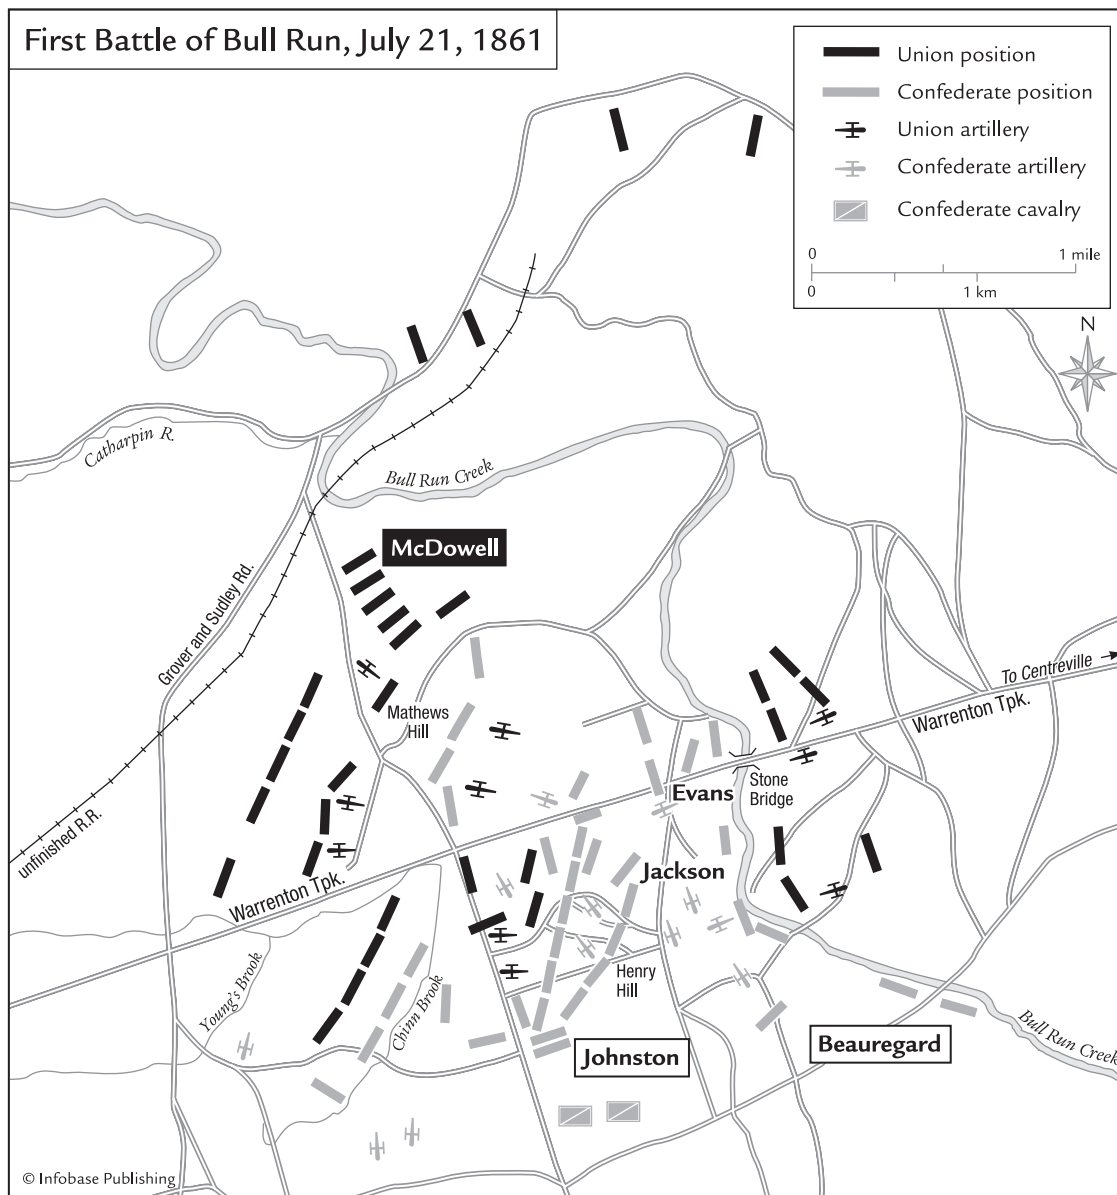 First Battle of Bull Run, July 21, 1861
Union position
Confederate position
Union artillery
Confederate artillery
Confederate cavalry
0 1 mile
0 1 km
N
Catharpin R.
Bull Run Creek
McDowell
Grover and Sudley Rd.
To Centreville
Mathews
Hill
Warrenton Tpk.
Evans
Stone
Bridge
unfinished R.R.
Jackson
Warrenton Tpk.
Young's Brook
Chinn Brook
Henry
Hill
Bull Run Creek
Johnston
Beauregard
© Infobase Publishing